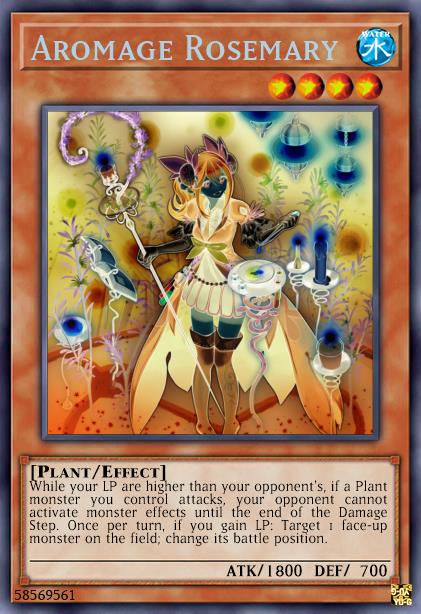 AROMAGE ROSEMARY
WATER
水
[PLANT/EFFECT]
While your LP are higher than your opponent's, if a Plant
monster you control attacks, your opponent cannot
activate monster effects until the end of the Damage
Step. Once per turn, if you gain LP: Target 1 face-up
monster on the field; change its battle position.
ATK/1800 DEF/ 700
58569561